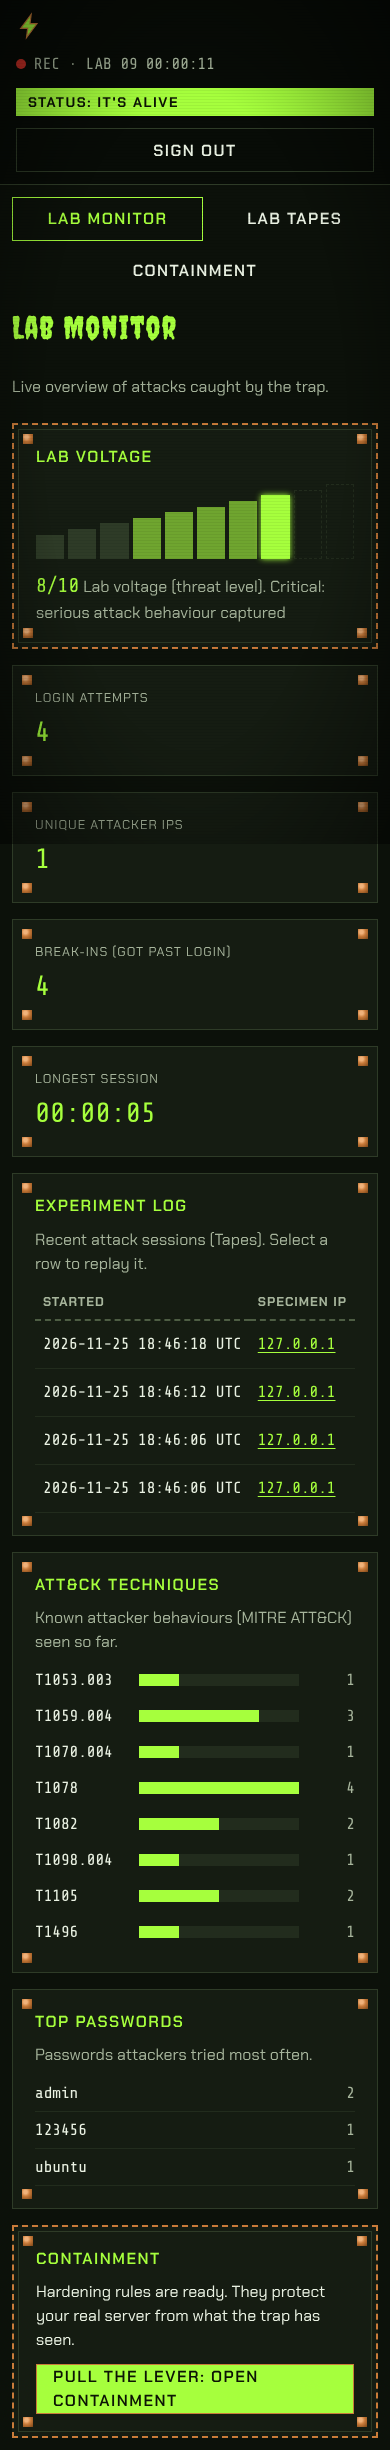 REC · LAB 09 00:00:11
STATUS: IT'S ALIVE
SIGN OUT
LAB MONITOR
LAB TAPES
CONTAINMENT
LAB MONITOR
Live overview of attacks caught by the trap.
LAB VOLTAGE
8/10 Lab voltage (threat level). Critical:
serious attack behaviour captured
LOGIN ATTEMPTS
4
UNIQUE ATTACKER IPS
1
BREAK-INS (GOT PAST LOGIN)
4
LONGEST SESSION
00:00:05
EXPERIMENT LOG
Recent attack sessions (Tapes). Select a
row to replay it.
STARTED SPECIMEN IP
2026-11-25 18:46:18 UTC 127.0.0.1
2026-11-25 18:46:12 UTC 127.0.0.1
2026-11-25 18:46:06 UTC 127.0.0.1
2026-11-25 18:46:06 UTC 127.0.0.1
ATT&CK TECHNIQUES
Known attacker behaviours (MITRE ATT&CK)
seen so far.
T1053.003 1
T1059.004 3
T1070.004 1
T1078 4
T1082 2
T1098.004 1
T1105 2
T1496 1
TOP PASSWORDS
Passwords attackers tried most often.
admin 2
123456 1
ubuntu 1
CONTAINMENT
Hardening rules are ready. They protect
your real server from what the trap has
seen.
PULL THE LEVER: OPEN
CONTAINMENT